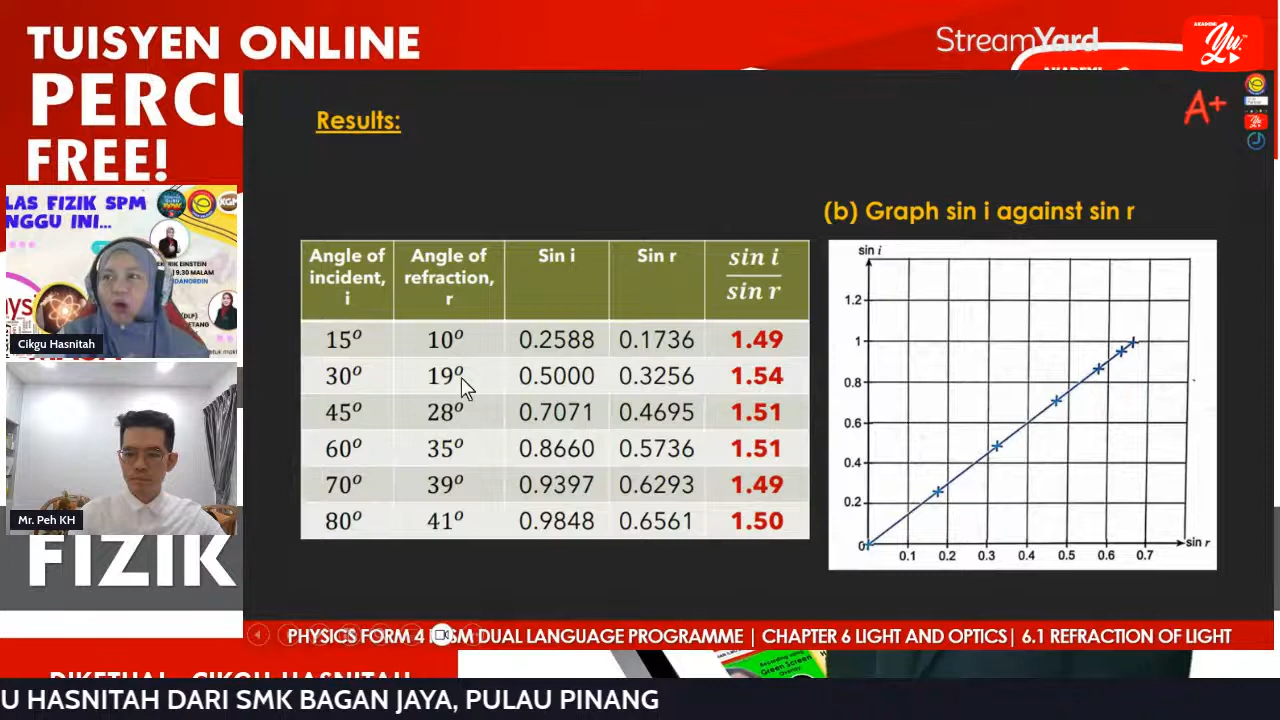 TUISYEN ONLINE
FREE!
StreamYard
AKADEMI
Yu
A+
Results:
(b) Graph sin i against sin r
FIZIK SPM
Cikgu Hasnitah
Mr. Peh KH
Angle of incident, i | Angle of refraction, r | Sin i | Sin r | sin i / sin r
15° 10° 0.2588 0.1736 1.49
30° 19° 0.5000 0.3256 1.54
45° 28° 0.7071 0.4695 1.51
60° 35° 0.8660 0.5736 1.51
70° 39° 0.9397 0.6293 1.49
80° 41° 0.9848 0.6561 1.50
sin i
1.2
1
0.8
0.6
0.4
0.2
0
0.1 0.2 0.3 0.4 0.5 0.6 0.7
sin r
FIZIK
PHYSICS FORM 4 DUAL LANGUAGE PROGRAMME | CHAPTER 6 LIGHT AND OPTICS| 6.1 REFRACTION OF LIGHT
HASNITAH DARI SMK BAGAN JAYA, PULAU PINANG